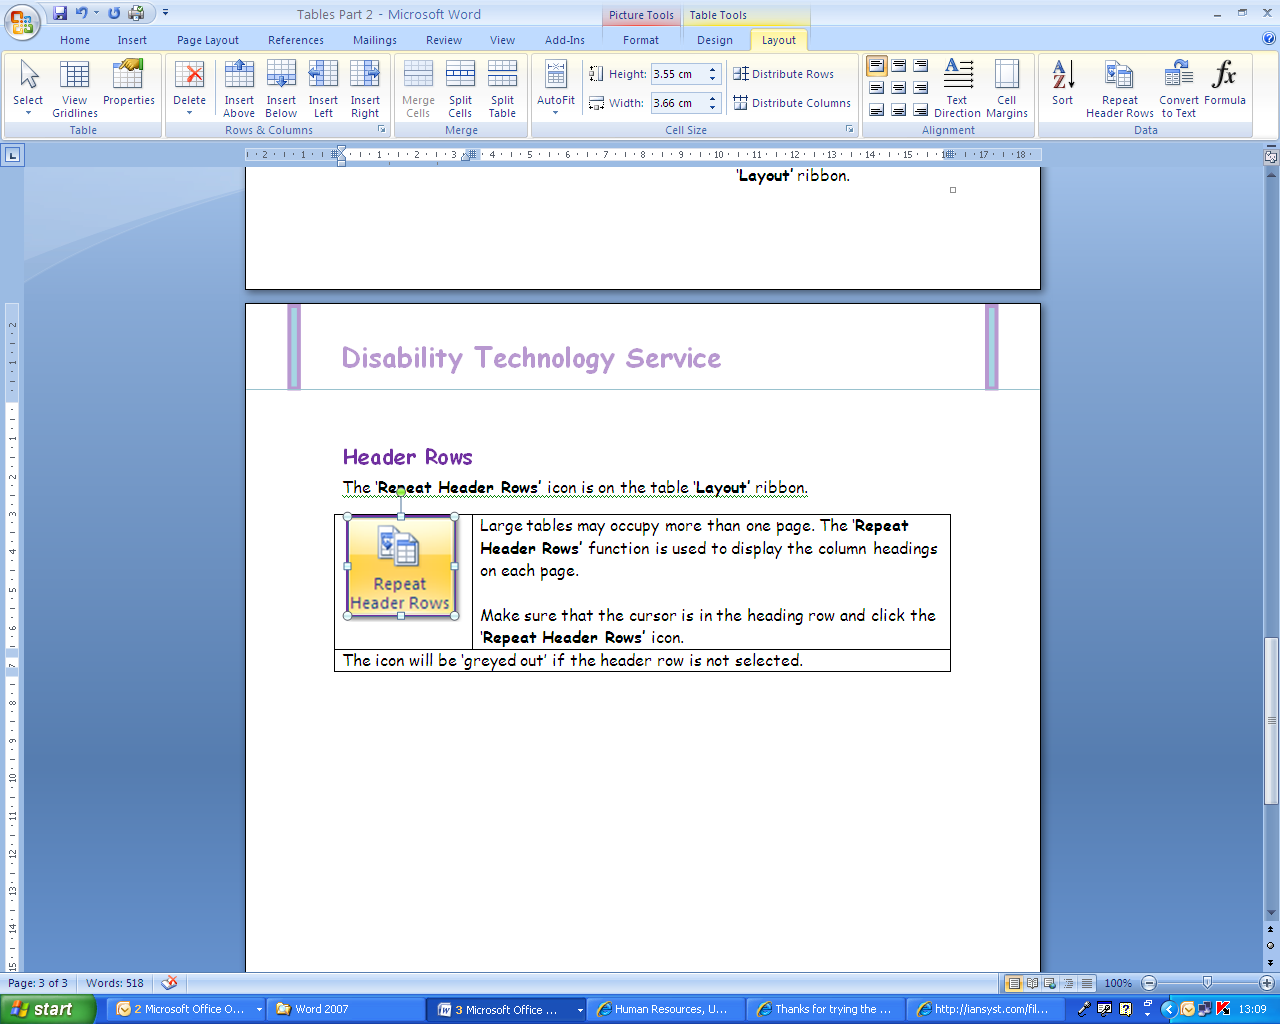 Tables Part 2 - Microsoft Word
Picture Tools
Table Tools
Home
Insert
Page Layout
References
Mailings
Review
View
Add-Ins
Format
Design
Layout
Select
View Gridlines
Properties
Table
Delete
Insert Above
Insert Below
Insert Left
Insert Right
Rows & Columns
Merge Cells
Split Cells
Split Table
Merge
AutoFit
Height: 3.55 cm
Width: 3.66 cm
Distribute Rows
Distribute Columns
Cell Size
Text Direction
Cell Margins
Alignment
Sort
Repeat Header Rows
Convert to Text
Formula
Data
'Layout' ribbon.
Disability Technology Service
Header Rows
The 'Repeat Header Rows' icon is on the table 'Layout' ribbon.
Repeat
Header Rows
Large tables may occupy more than one page. The 'Repeat
Header Rows' function is used to display the column headings
on each page.
Make sure that the cursor is in the heading row and click the
'Repeat Header Rows' icon.
The icon will be 'greyed out' if the header row is not selected.
Page: 3 of 3
Words: 518
100%
start
2 Microsoft Office O...
Word 2007
3 Microsoft Office ...
Human Resources, U...
Thanks for trying the ...
http://iansyst.com/fil...
13:09